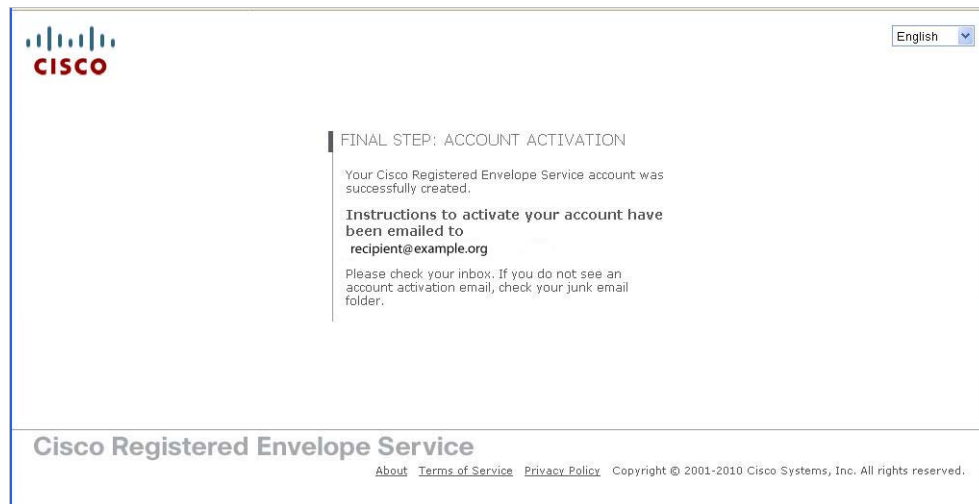 CISCO
English
FINAL STEP: ACCOUNT ACTIVATION
Your Cisco Registered Envelope Service account was
successfully created.
Instructions to activate your account have
been emailed to
recipient@example.org
Please check your inbox. If you do not see an
account activation email, check your junk email
folder.
Cisco Registered Envelope Service
About Terms of Service Privacy Policy Copyright © 2001-2010 Cisco Systems, Inc. All rights reserved.